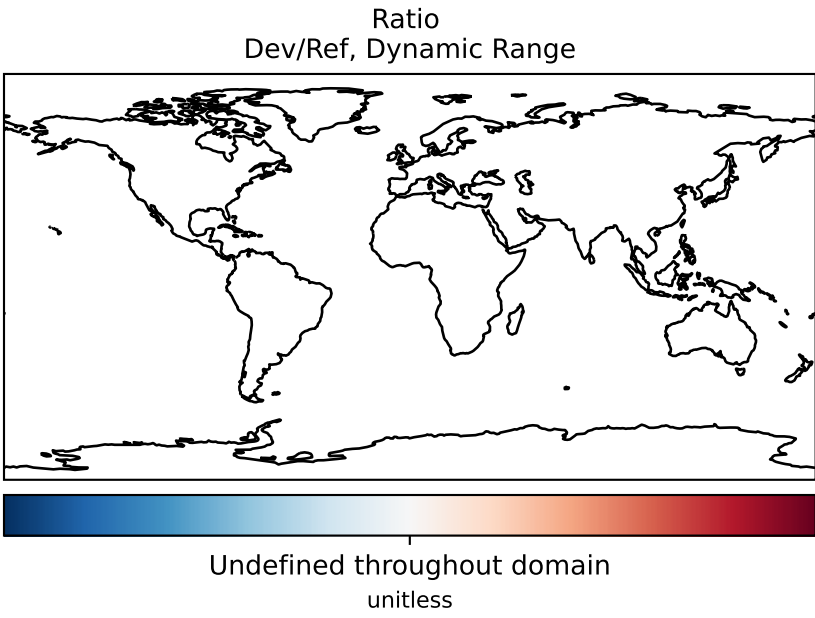 Ratio
Dev/Ref, Dynamic Range
Undefined throughout domain
unitless